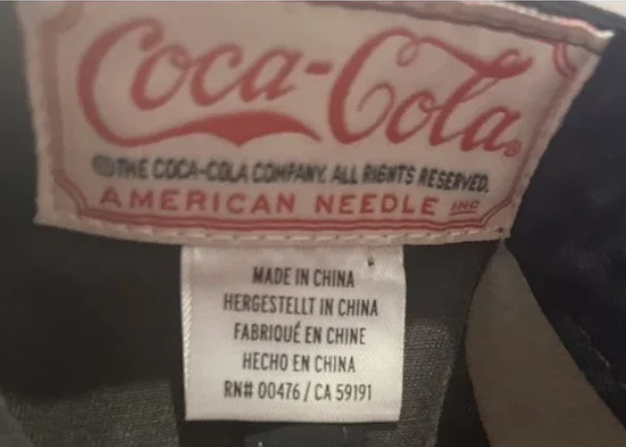 Coca-Cola®
©THE COCA-COLA COMPANY. ALL RIGHTS RESERVED.
AMERICAN NEEDLE INC
MADE IN CHINA
HERGESTELLT IN CHINA
FABRIQUÉ EN CHINE
HECHO EN CHINA
RN# 00476 / CA 59191